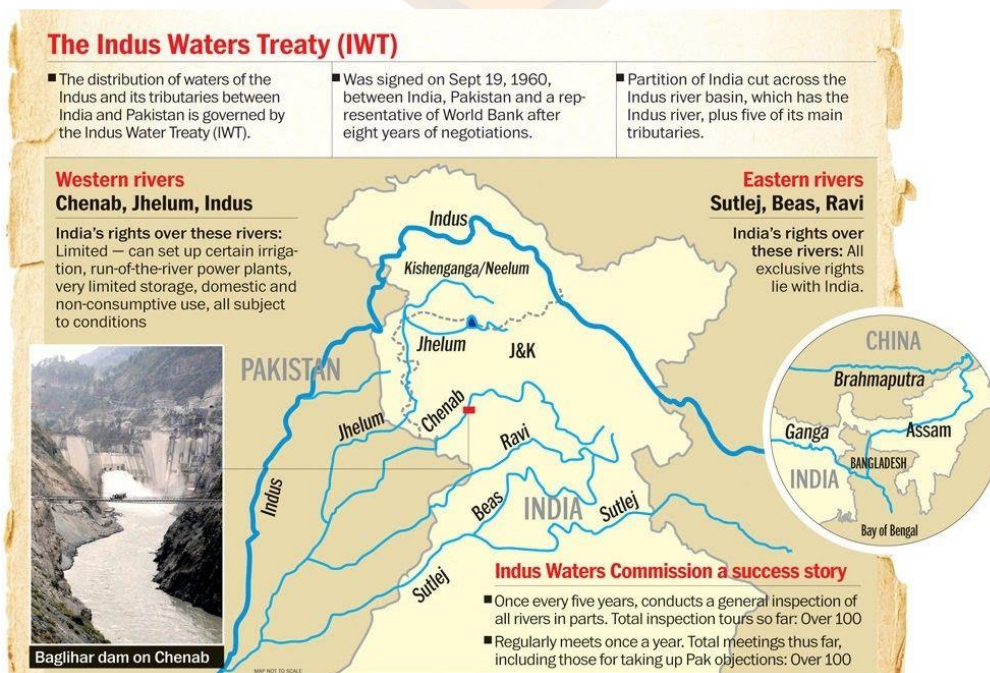 The Indus Waters Treaty (IWT)
■ The distribution of waters of the
Indus and its tributaries between
India and Pakistan is governed by
the Indus Water Treaty (IWT).
■ Was signed on Sept 19, 1960,
between India, Pakistan and a rep-
resentative of World Bank after
eight years of negotiations.
■ Partition of India cut across the
Indus river basin, which has the
Indus river, plus five of its main
tributaries.
Western rivers
Chenab, Jhelum, Indus
India's rights over these rivers:
Limited — can set up certain irriga-
tion, run-of-the-river power plants,
very limited storage, domestic and
non-consumptive use, all subject
to conditions
Eastern rivers
Sutlej, Beas, Ravi
India's rights over
these rivers: All
exclusive rights
lie with India.
Indus
Kishenganga/Neelum
Jhelum
J&K
PAKISTAN
Jhelum
Chenab
Ravi
Indus
Beas
INDIA
Sutlej
Sutlej
CHINA
Brahmaputra
Ganga
Assam
BANGLADESH
INDIA
Bay of Bengal
Baglihar dam on Chenab
MAP NOT TO SCALE
Indus Waters Commission a success story
■ Once every five years, conducts a general inspection of
all rivers in parts. Total inspection tours so far: Over 100
■ Regularly meets once a year. Total meetings thus far,
including those for taking up Pak objections: Over 100